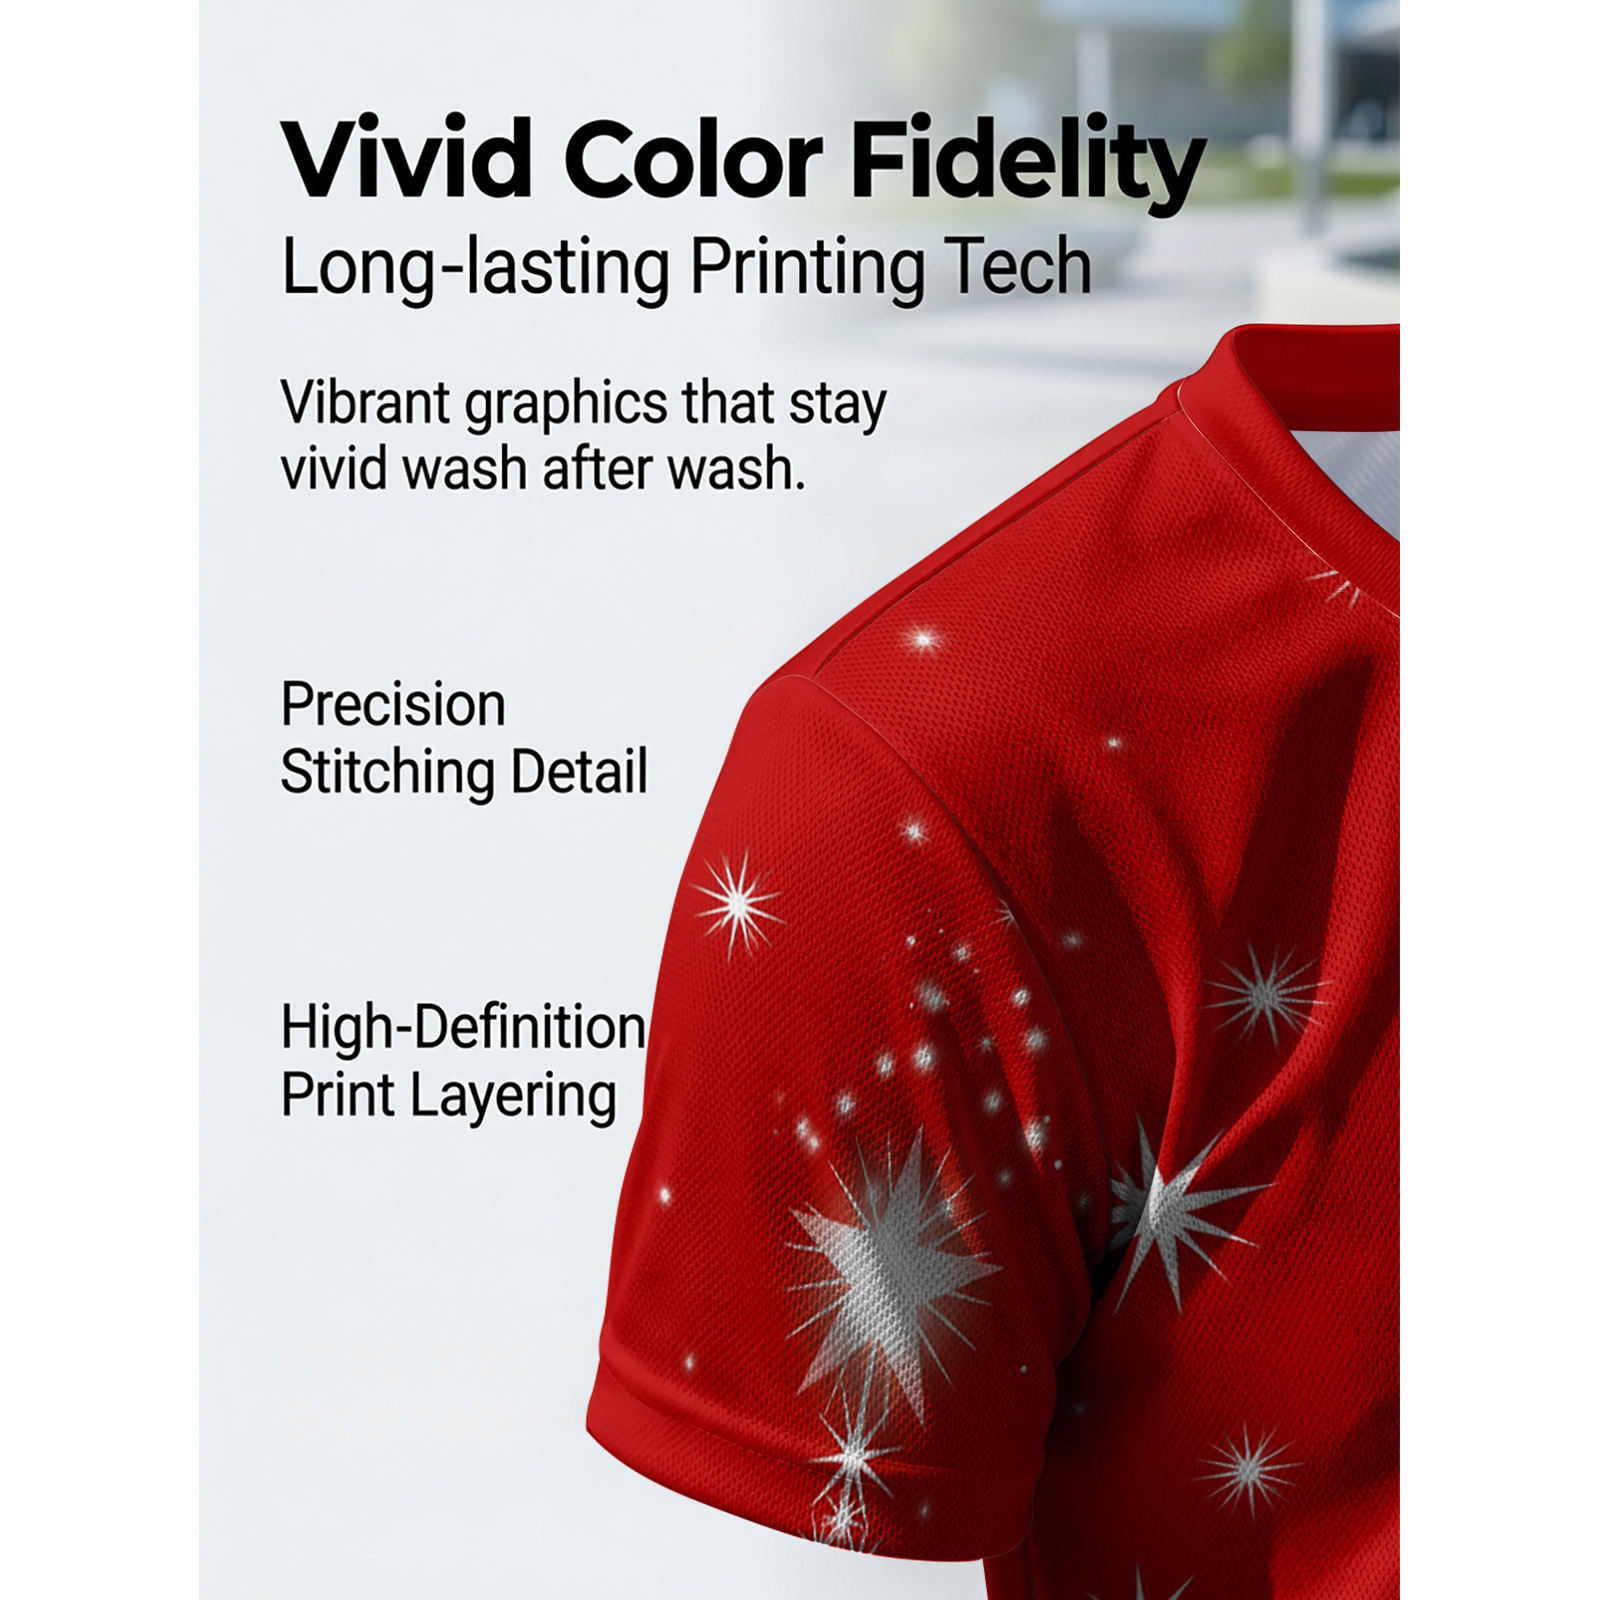 Vivid Color Fidelity
Long-lasting Printing Tech
Vibrant graphics that stay
vivid wash after wash.
Precision
Stitching Detail
High-Definition
Print Layering